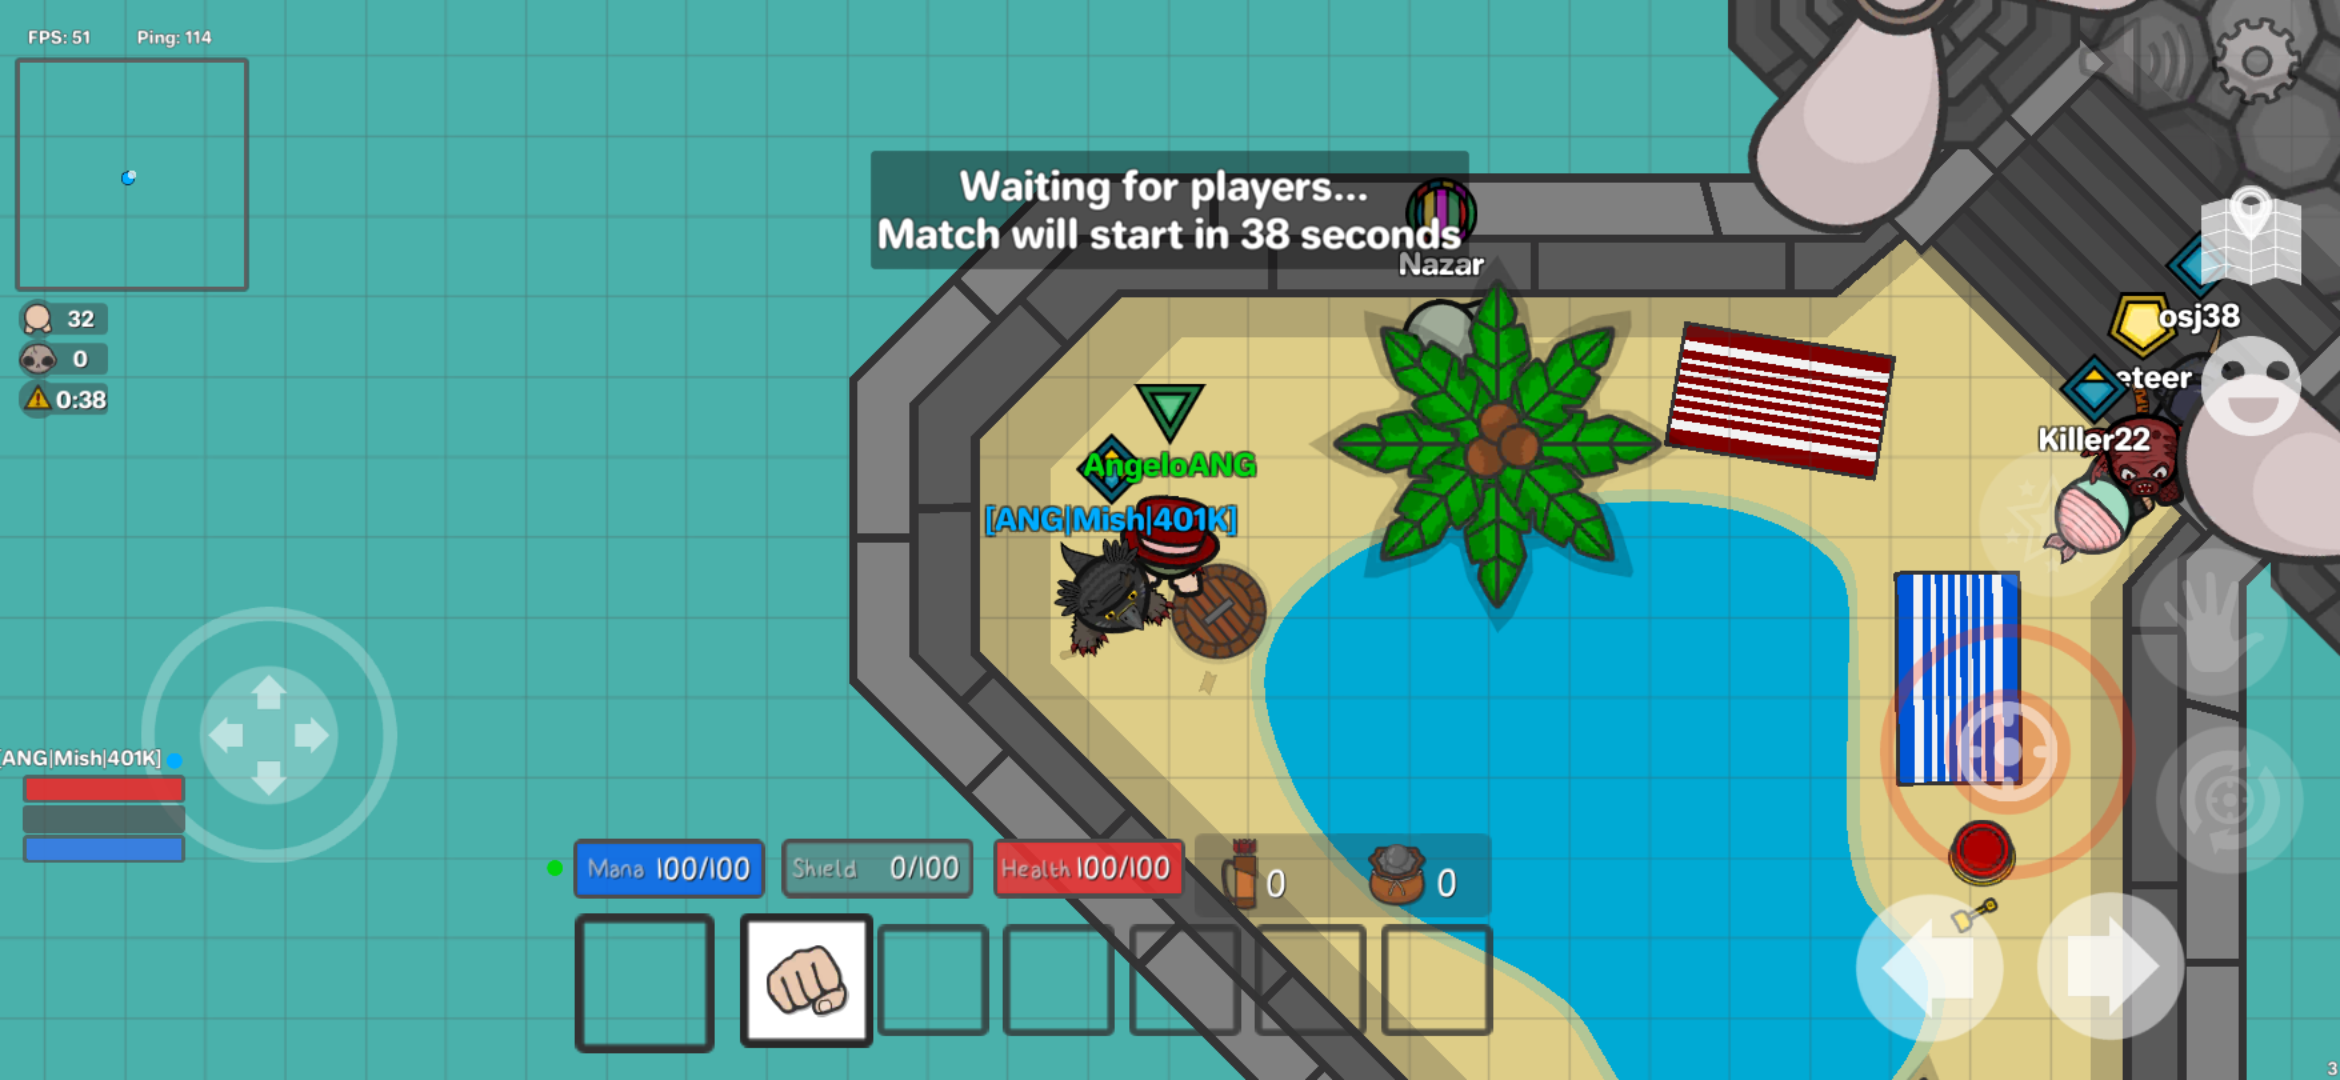 FPS: 51 Ping: 114
Waiting for players...
Match will start in 38 seconds
Nazar
32
0
0:38
osj38
eteer
Killer22
AngeloANG
[ANG|Mish|401K]
[ANG|Mish|401K]
Mana 100/100
Shield 0/100
Health 100/100
0
0
3